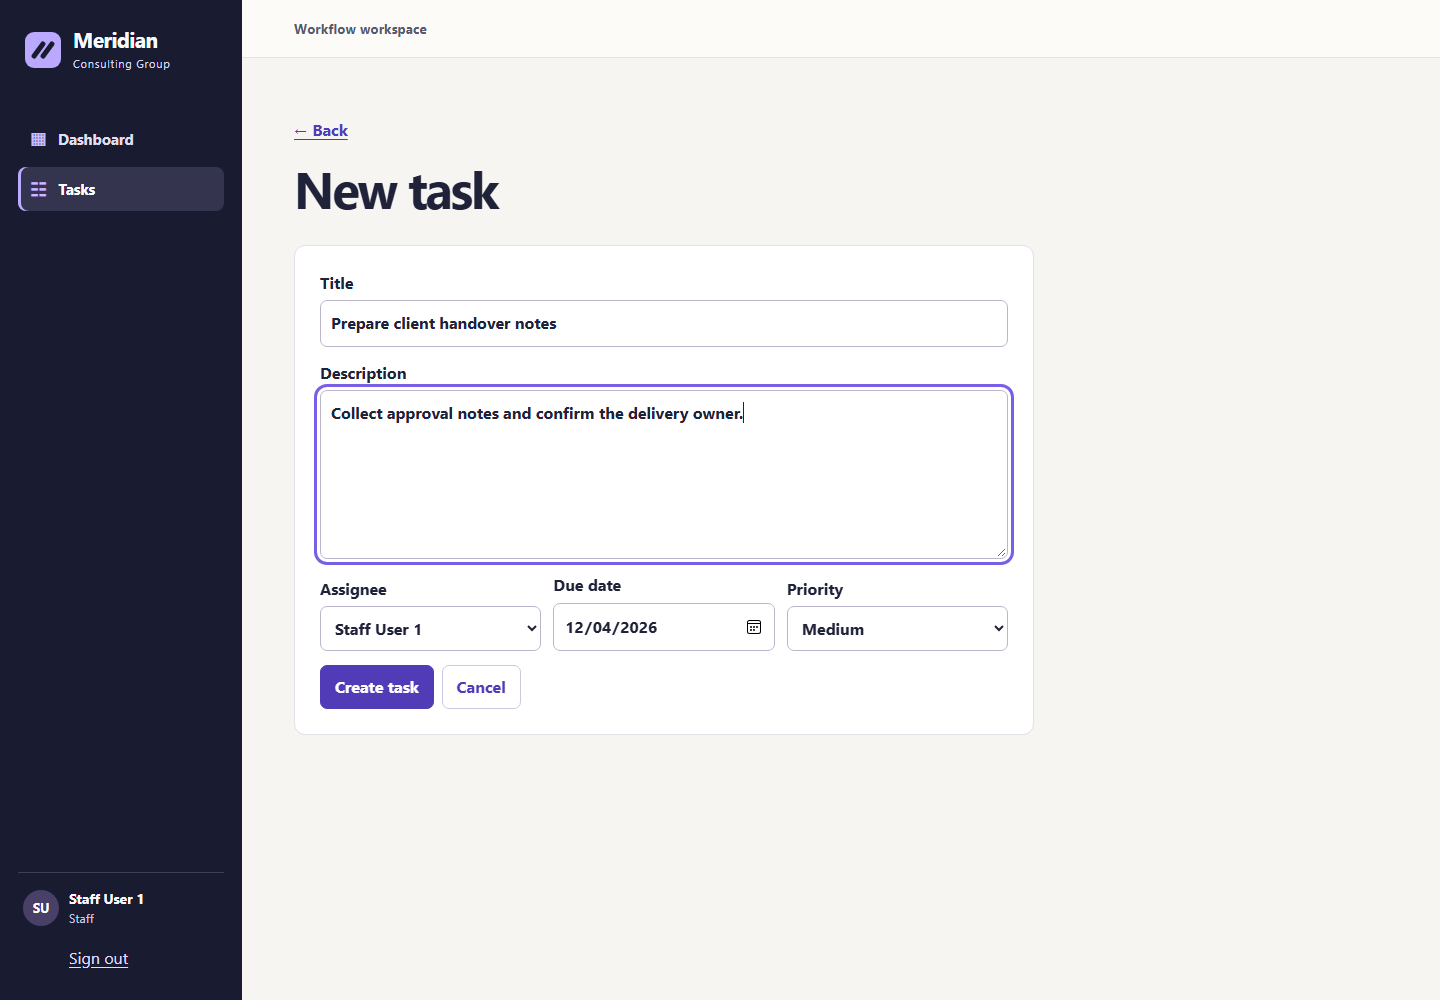 Meridian
Consulting Group
Dashboard
Tasks
Staff User 1
SU
Staff
Sign out
Workflow workspace
← Back
New task
Title
Prepare client handover notes
Description
Collect approval notes and confirm the delivery owner.
Assignee
Due date
Priority
Staff User 1
12/04/2026
Medium
Create task
Cancel